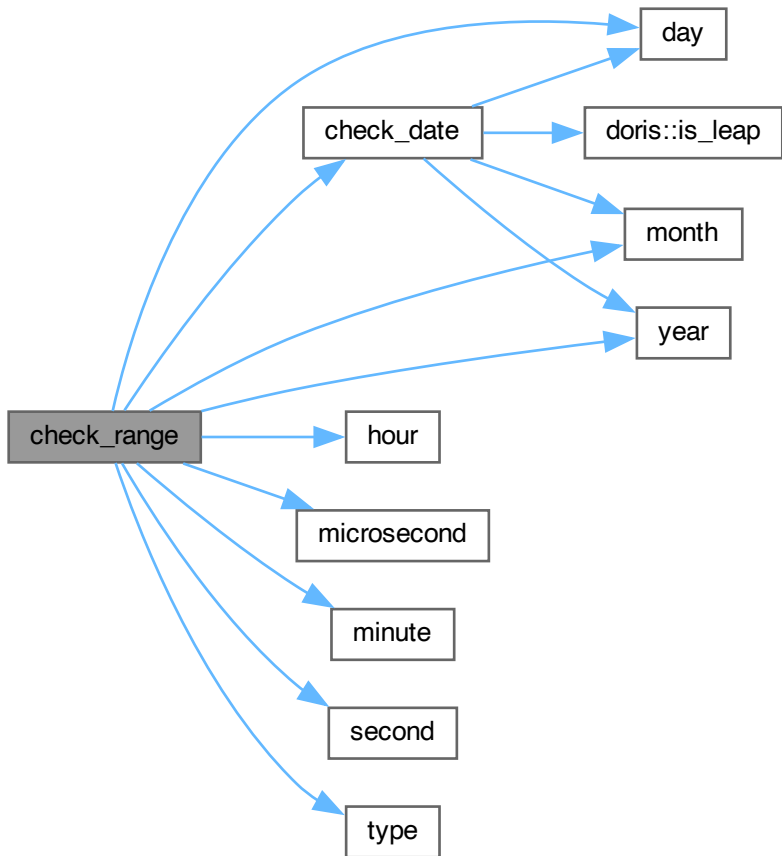 day
check_date
doris::is_leap
month
year
check_range
hour
microsecond
minute
second
type